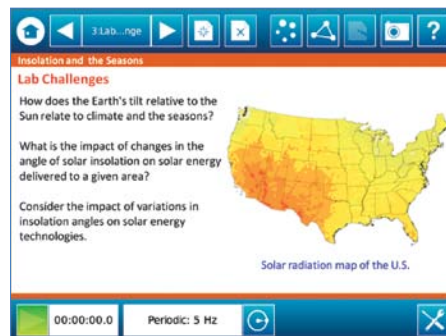 3:Lab...nge
?
Insolation and the Seasons
Lab Challenges
How does the Earth's tilt relative to the
Sun relate to climate and the seasons?
What is the impact of changes in the
angle of solar insolation on solar energy
delivered to a given area?
Consider the impact of variations in
insolation angles on solar energy
technologies.
Solar radiation map of the U.S.
00:00:00.0
Periodic: 5 Hz